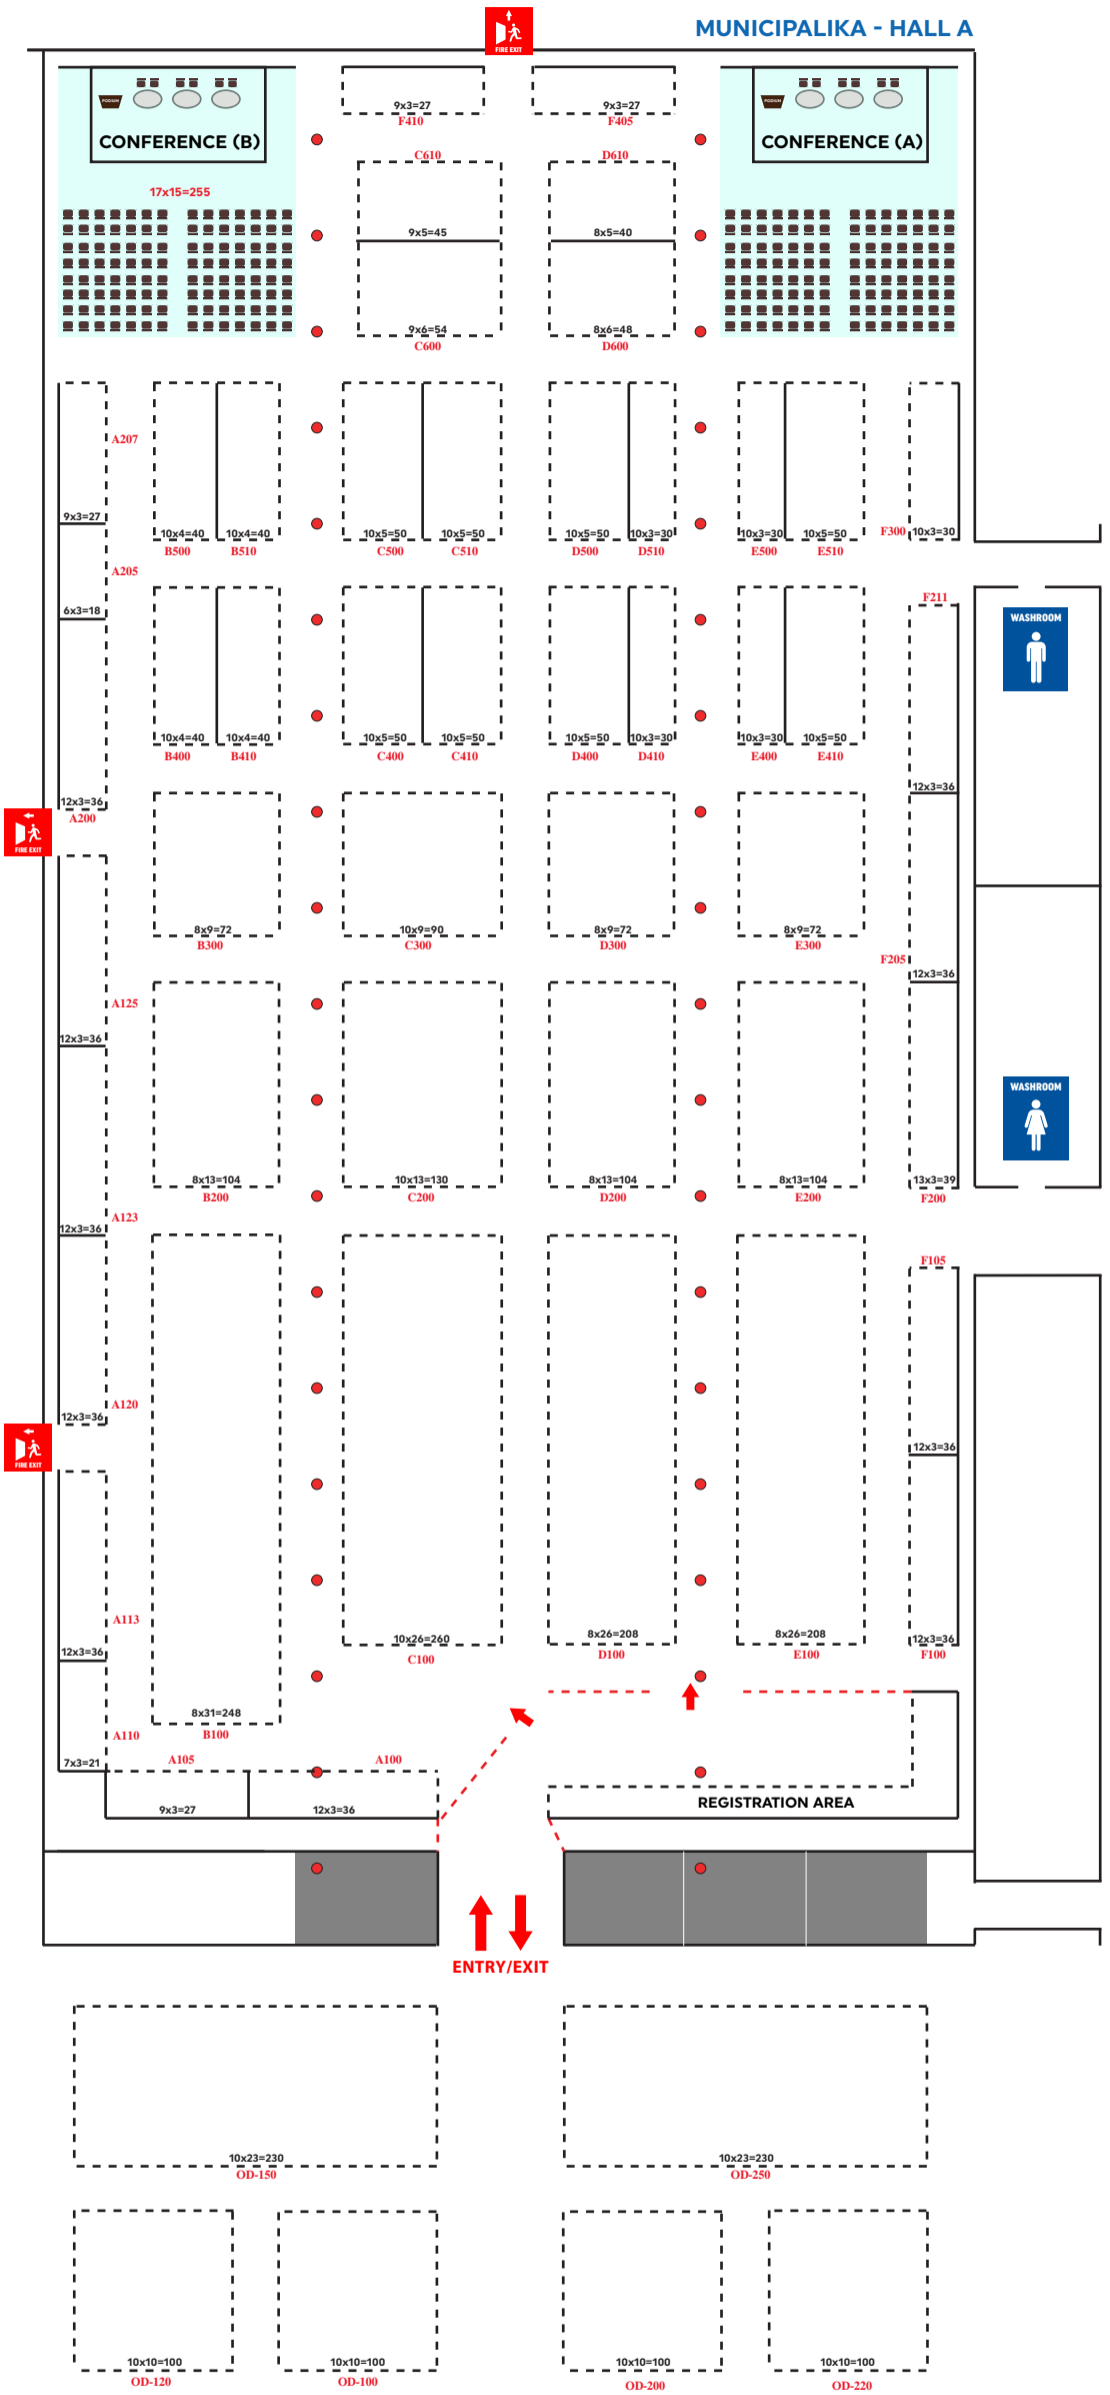 MUNICIPALIKA - HALL A
FIRE EXIT
PODIUM
CONFERENCE (B)
17x15=255
9x3=27
F410
9x3=27
F405
PODIUM
CONFERENCE (A)
C610
D610
9x5=45
8x5=40
9x6=54
8x6=48
C600
D600
A207
9x3=27
10x4=40
10x4=40
10x5=50
10x5=50
10x5=50
10x3=30
10x3=30
10x5=50
F300
10x3=30
B500
B510
C500
C510
D500
D510
E500
E510
A205
6x3=18
F211
WASHROOM
10x4=40
10x4=40
10x5=50
10x5=50
10x5=50
10x3=30
10x3=30
10x5=50
B400
B410
C400
C410
D400
D410
E400
E410
12x3=36
12x3=36
A200
FIRE EXIT
8x9=72
10x9=90
8x9=72
8x9=72
B300
C300
D300
E300
F205
12x3=36
A125
12x3=36
WASHROOM
8x13=104
10x13=130
8x13=104
8x13=104
13x3=39
B200
C200
D200
E200
F200
A123
12x3=36
F105
A120
12x3=36
FIRE EXIT
12x3=36
A113
12x3=36
10x26=260
8x26=208
8x26=208
12x3=36
C100
D100
E100
F100
8x31=248
B100
A110
7x3=21
A105
A100
9x3=27
12x3=36
REGISTRATION AREA
ENTRY/EXIT
10x23=230
10x23=230
OD-150
OD-250
10x10=100
10x10=100
10x10=100
10x10=100
OD-120
OD-100
OD-200
OD-220